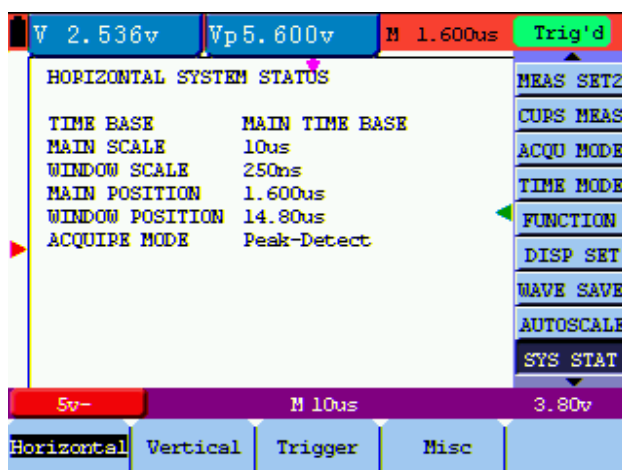 V 2.536v Vp 5.600v M 1.600us Trig'd
HORIZONTAL SYSTEM STATUS
TIME BASE MAIN TIME BASE
MAIN SCALE 10us
WINDOW SCALE 250ns
MAIN POSITION 1.600us
WINDOW POSITION 14.80us
ACQUIRE MODE Peak-Detect
MEAS SET2
CURS MEAS
ACQU MODE
TIME MODE
FUNCTION
DISP SET
WAVE SAVE
AUTOSCALE
SYS STAT
5v- M 10us 3.80v
Horizontal Vertical Trigger Misc